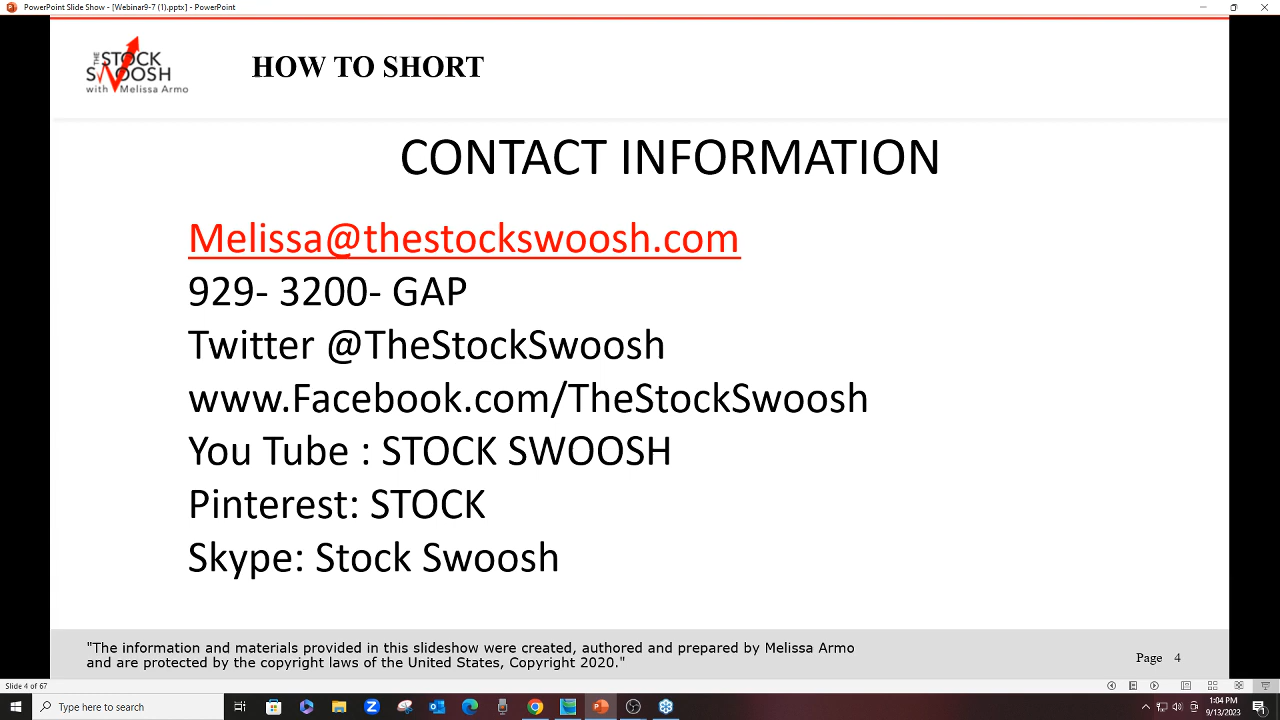 PowerPoint Slide Show - [Webinar9-7 (1).pptx] - PowerPoint
THE STOCK
SWOOSH
with Melissa Armo
HOW TO SHORT
CONTACT INFORMATION
Melissa@thestockswoosh.com
929- 3200- GAP
Twitter @TheStockSwoosh
www.Facebook.com/TheStockSwoosh
You Tube : STOCK SWOOSH
Pinterest: STOCK
Skype: Stock Swoosh
"The information and materials provided in this slideshow were created, authored and prepared by Melissa Armo
and are protected by the copyright laws of the United States, Copyright 2020."
Page 4
Slide 4 of 67
Type here to search
1:04 PM
9/13/2023